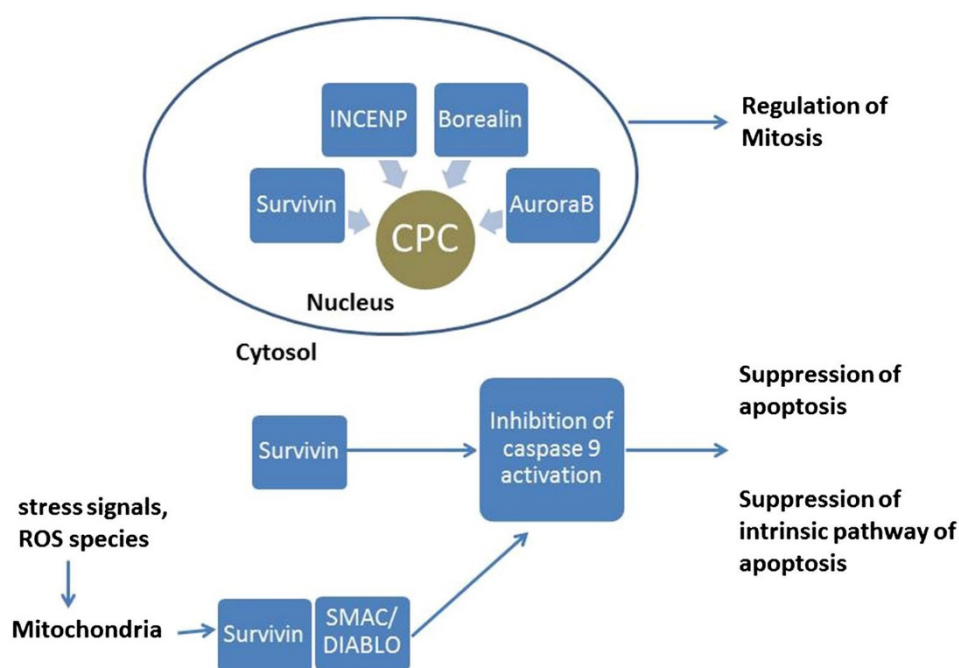 INCENP
Borealin
Regulation of
Mitosis
Survivin
AuroraB
CPC
Nucleus
Cytosol
Suppression of
apoptosis
Survivin
Inhibition of
caspase 9
activation
stress signals,
ROS species
Suppression of
intrinsic pathway of
apoptosis
Mitochondria
Survivin
SMAC/
DIABLO